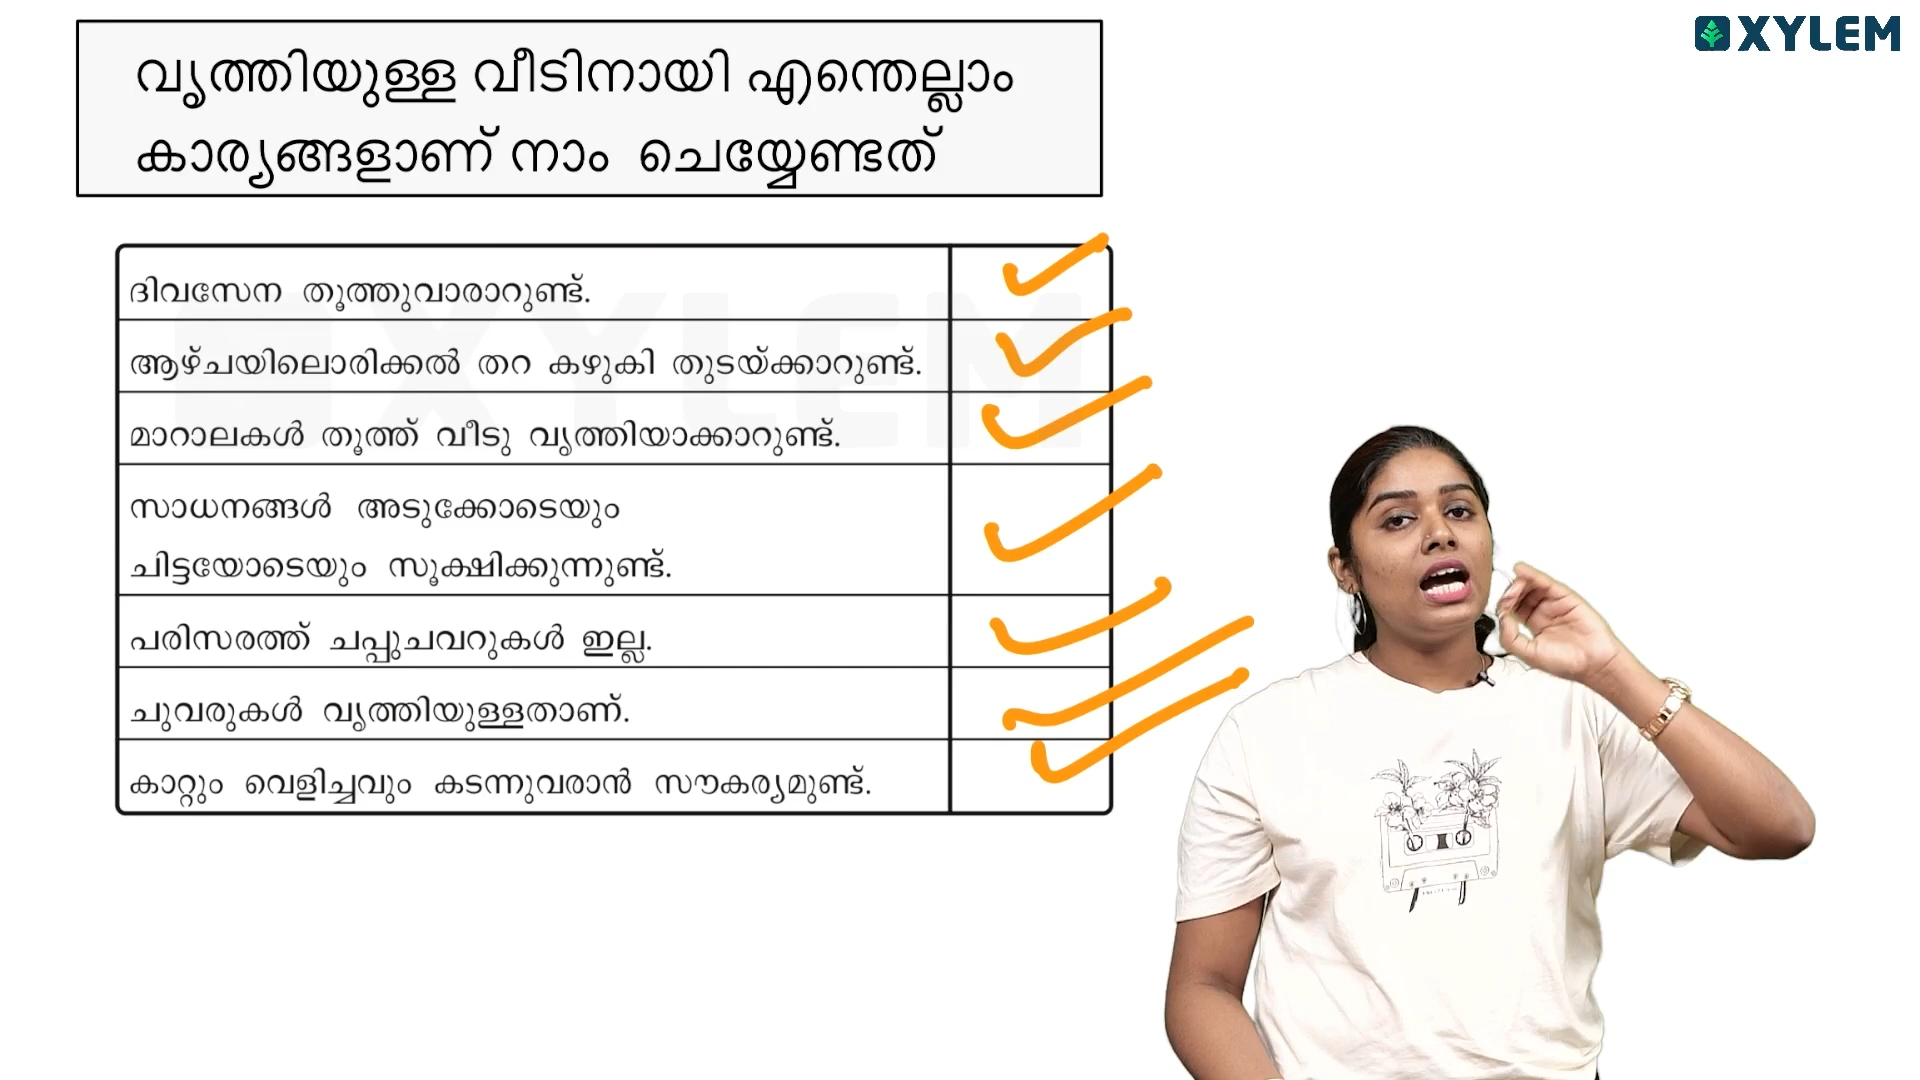 XYLEM
വൃത്തിയുള്ള വീടിനായി എന്തെല്ലാം
കാര്യങ്ങളാണ് നാം ചെയ്യേണ്ടത്
ദിവസേന തൂത്തുവാരാറുണ്ട്.
ആഴ്ചയിലൊരിക്കൽ തറ കഴുകി തുടയ്ക്കാറുണ്ട്.
മാറാലകൾ തൂത്ത് വീടു വൃത്തിയാക്കാറുണ്ട്.
സാധനങ്ങൾ അടുക്കോടെയും
ചിട്ടയോടെയും സൂക്ഷിക്കുന്നുണ്ട്.
പരിസരത്ത് ചപ്പുചവറുകൾ ഇല്ല.
ചുവരുകൾ വൃത്തിയുള്ളതാണ്.
കാറ്റും വെളിച്ചവും കടന്നുവരാൻ സൗകര്യമുണ്ട്.
XYLEM